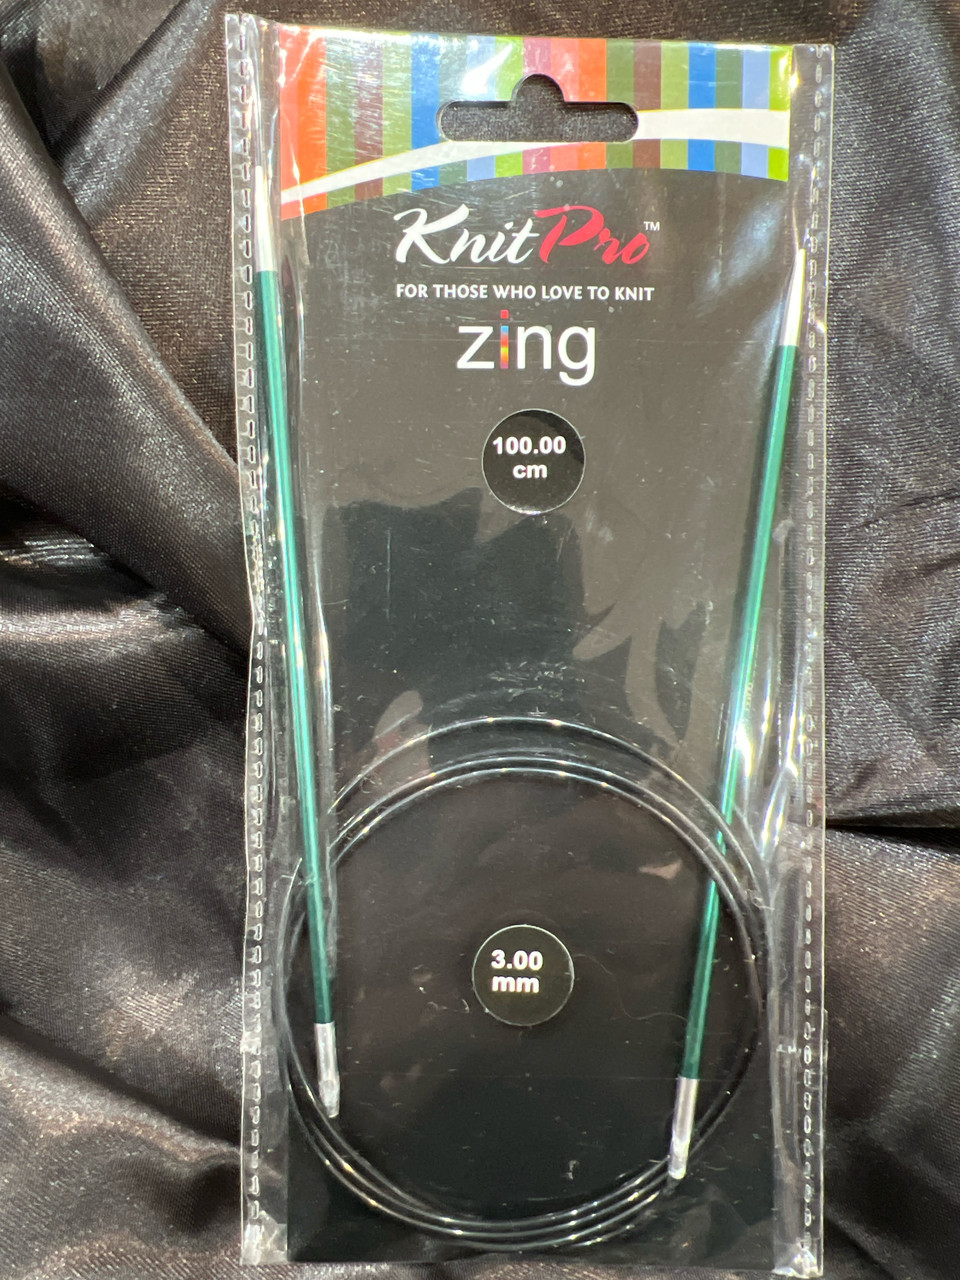 KnitPro™
FOR THOSE WHO LOVE TO KNIT
zing
100.00
cm
3.00
mm